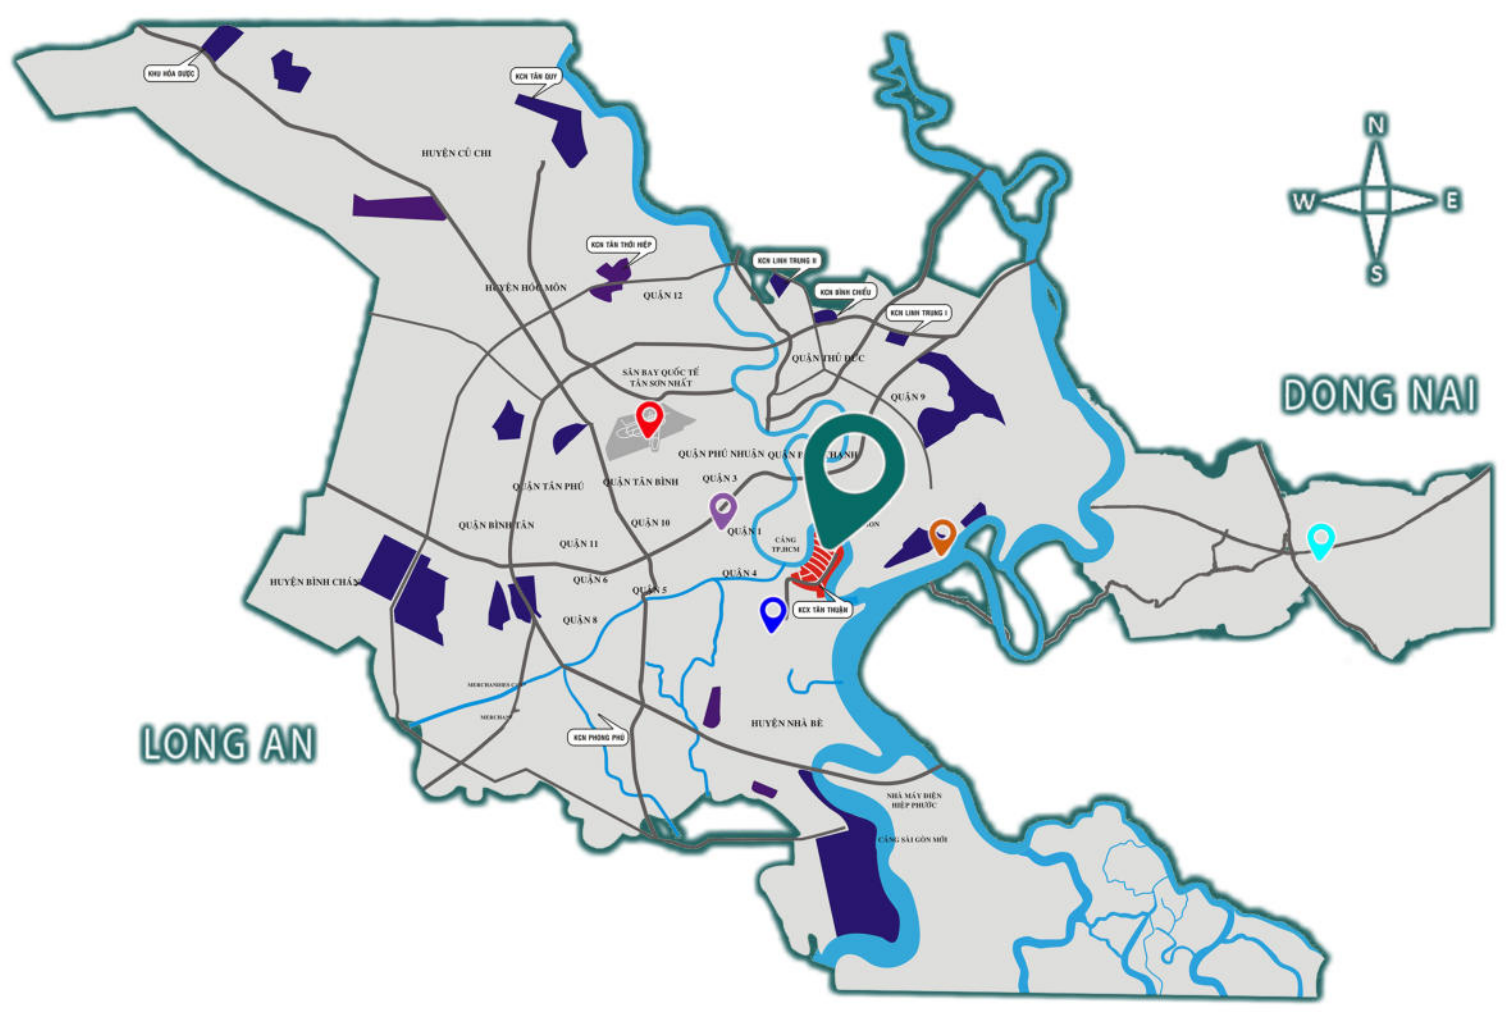 KHU HÓA DƯỢC
KCN TÂN QUY
N
HUYỆN CỦ CHI
W
E
KCN TÂN THỚI HIỆP
KCN LINH TRUNG II
S
HUYỆN HÓC MÔN
QUẬN 12
KCN BÌNH CHIỂU
KCN LINH TRUNG I
QUẬN THỦ ĐỨC
SÂN BAY QUỐC TẾ
TÂN SƠN NHẤT
DONG NAI
QUẬN 9
QUẬN PHÚ NHUẬN
QUẬN
QUẬN TÂN PHÚ
QUẬN TÂN BÌNH
QUẬN 3
QUẬN BÌNH TÂN
QUẬN 10
QUẬN 1
QUẬN 11
CẢNG
TP.HCM
HUYỆN BÌNH CHÁN
QUẬN 6
QUẬN 4
QUẬN 5
KCX TÂN THUẬN
QUẬN 8
HUYỆN NHÀ BÈ
LONG AN
KCN PHONG PHÚ
NHÀ MÁY ĐIỆN
HIỆP PHƯỚC
CẢNG SÀI GÒN MỚI